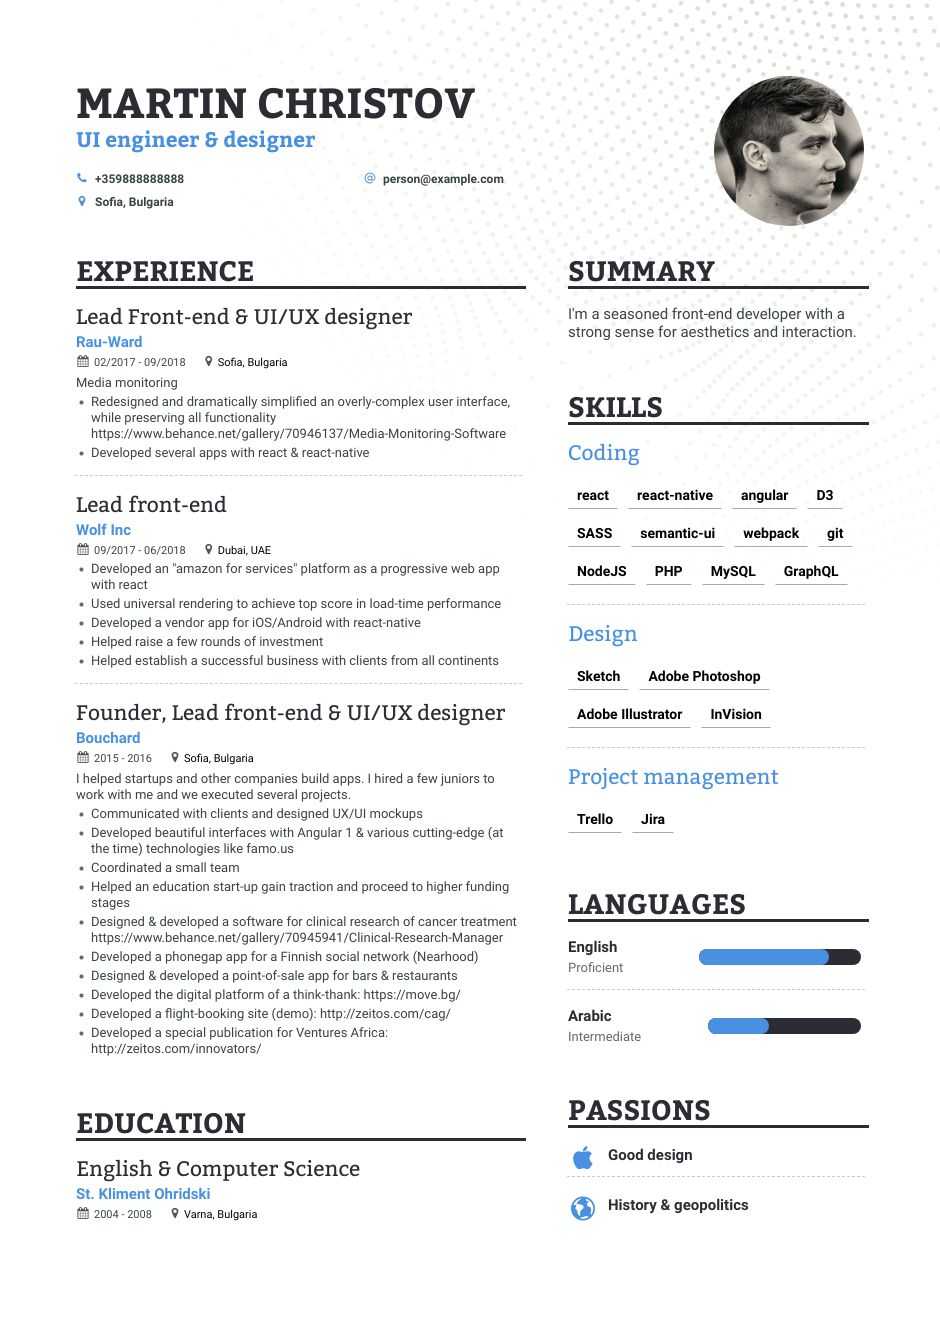 MARTIN CHRISTOV
UI engineer & designer
+359888888888
person@example.com
Sofia, Bulgaria
EXPERIENCE
Lead Front-end & UI/UX designer
Rau-Ward
02/2017 - 09/2018
Sofia, Bulgaria
Media monitoring
• Redesigned and dramatically simplified an overly-complex user interface,
while preserving all functionality
https://www.behance.net/gallery/70946137/Media-Monitoring-Software
• Developed several apps with react & react-native
Lead front-end
Wolf Inc
09/2017 - 06/2018
Dubai, UAE
• Developed an "amazon for services" platform as a progressive web app
with react
• Used universal rendering to achieve top score in load-time performance
• Developed a vendor app for iOS/Android with react-native
• Helped raise a few rounds of investment
• Helped establish a successful business with clients from all continents
Founder, Lead front-end & UI/UX designer
Bouchard
2015 - 2016
Sofia, Bulgaria
I helped startups and other companies build apps. I hired a few juniors to
work with me and we executed several projects.
• Communicated with clients and designed UX/UI mockups
• Developed beautiful interfaces with Angular 1 & various cutting-edge (at
the time) technologies like famo.us
• Coordinated a small team
• Helped an education start-up gain traction and proceed to higher funding
stages
• Designed & developed a software for clinical research of cancer treatment
https://www.behance.net/gallery/70945941/Clinical-Research-Manager
• Developed a phonegap app for a Finnish social network (Nearhood)
• Designed & developed a point-of-sale app for bars & restaurants
• Developed the digital platform of a think-thank: https://move.bg/
• Developed a flight-booking site (demo): http://zeitos.com/cag/
• Developed a special publication for Ventures Africa:
http://zeitos.com/innovators/
EDUCATION
English & Computer Science
St. Kliment Ohridski
2004 - 2008
Varna, Bulgaria
SUMMARY
I'm a seasoned front-end developer with a
strong sense for aesthetics and interaction.
SKILLS
Coding
react react-native angular D3
SASS semantic-ui webpack git
NodeJS PHP MySQL GraphQL
Design
Sketch Adobe Photoshop
Adobe Illustrator InVision
Project management
Trello Jira
LANGUAGES
English
Proficient
Arabic
Intermediate
PASSIONS
Good design
History & geopolitics